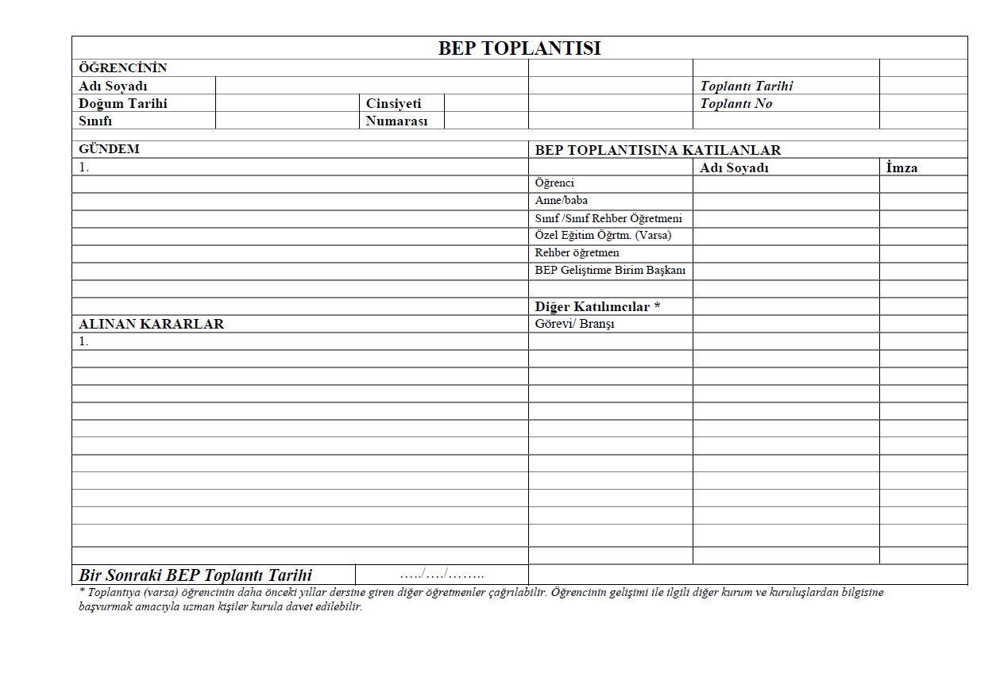 BEP TOPLANTISI
ÖĞRENCİNİN
Adı Soyadı
Toplantı Tarihi
Doğum Tarihi
Cinsiyeti
Toplantı No
Sınıfı
Numarası
GÜNDEM
BEP TOPLANTISINA KATILANLAR
1.
Adı Soyadı
İmza
Öğrenci
Anne/baba
Sınıf /Sınıf Rehber Öğretmeni
Özel Eğitim Öğrtm. (Varsa)
Rehber öğretmen
BEP Geliştirme Birim Başkanı
Diğer Katılımcılar *
ALINAN KARARLAR
Görevi/ Branşı
1.
Bir Sonraki BEP Toplantı Tarihi
…../…./……..
* Toplantıya (varsa) öğrencinin daha önceki yıllar dersine giren diğer öğretmenler çağrılabilir. Öğrencinin gelişimi ile ilgili diğer kurum ve kuruluşlardan bilgisine
başvurmak amacıyla uzman kişiler kurula davet edilebilir.